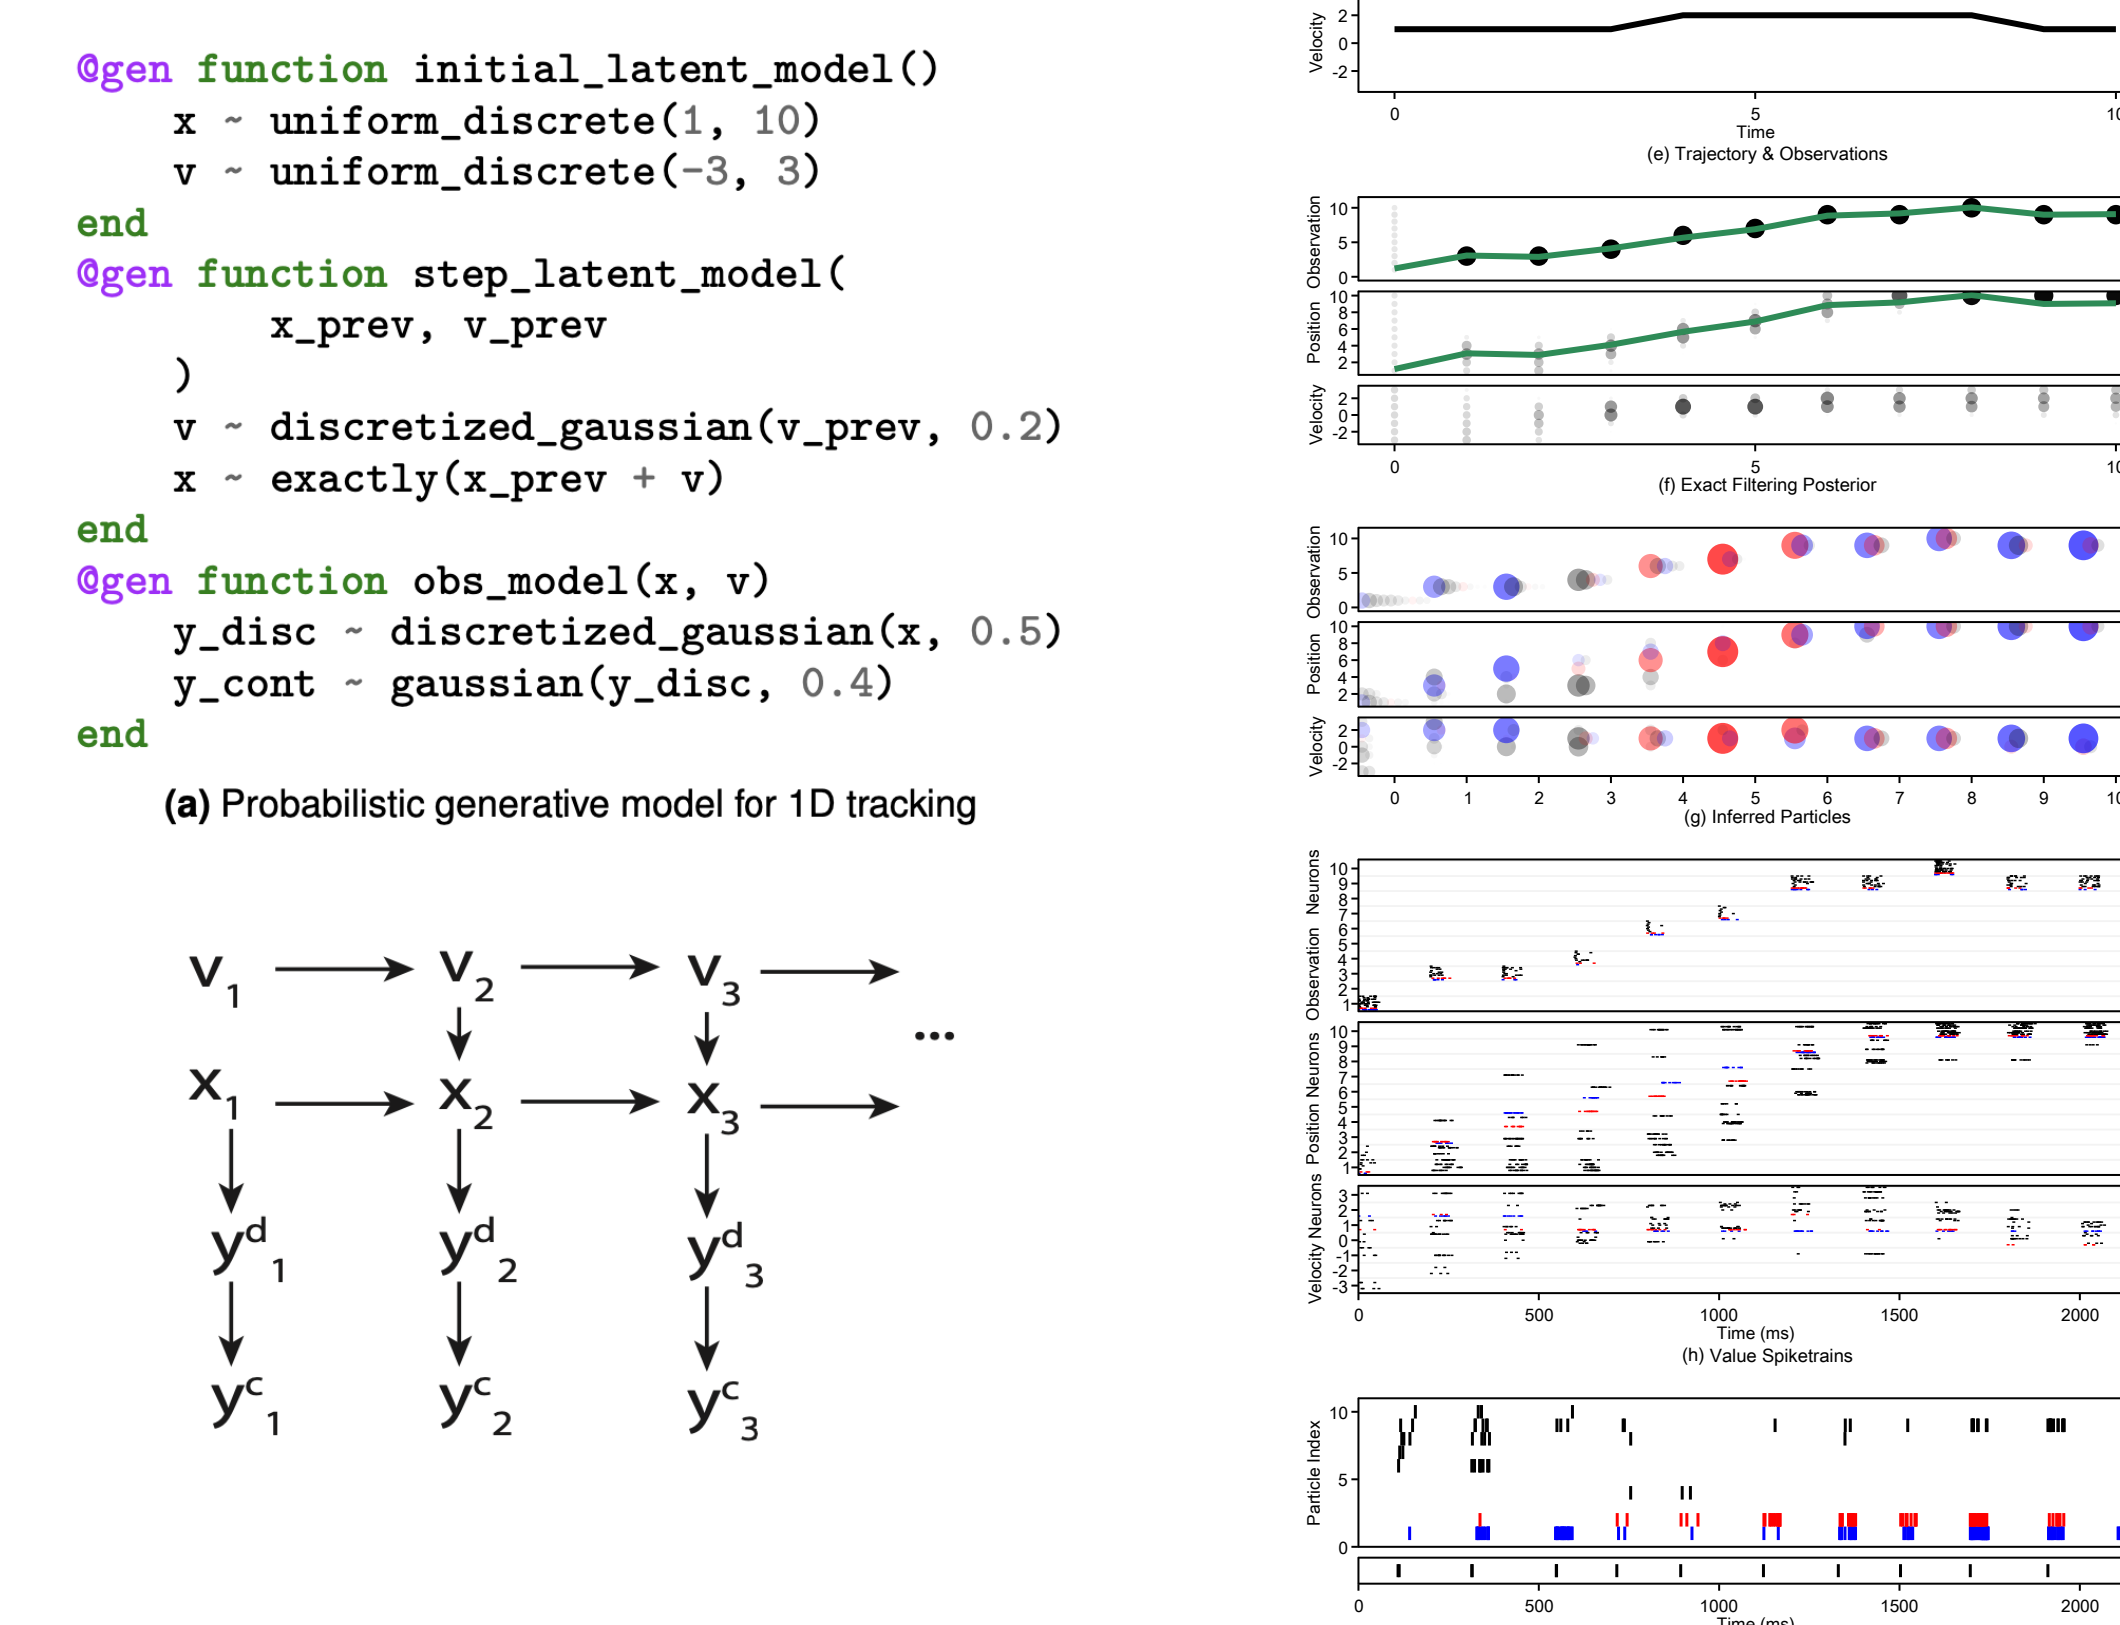 @gen function initial_latent_model()
x ~ uniform_discrete(1, 10)
v ~ uniform_discrete(-3, 3)
end
@gen function step_latent_model(
x_prev, v_prev
)
v ~ discretized_gaussian(v_prev, 0.2)
x ~ exactly(x_prev + v)
end
@gen function obs_model(x, v)
y_disc ~ discretized_gaussian(x, 0.5)
y_cont ~ gaussian(y_disc, 0.4)
end
(a) Probabilistic generative model for 1D tracking
v1 v2 v3
...
x1 x2 x3
yd1 yd2 yd3
yc1 yc2 yc3
Velocity
2
0
-2
0 5 10
Time
(e) Trajectory & Observations
Observation
10
5
0
Position
10
8
6
4
2
Velocity
2
0
-2
0 5 10
(f) Exact Filtering Posterior
Observation
10
5
0
Position
10
8
6
4
2
Velocity
2
0
-2
0 1 2 3 4 5 6 7 8 9 10
(g) Inferred Particles
Observation Neurons
10
9
8
7
6
5
4
3
2
1
Position Neurons
10
9
8
7
6
5
4
3
2
1
Velocity Neurons
3
2
1
0
-1
-2
-3
0 500 1000 1500 2000
Time (ms)
(h) Value Spiketrains
Particle Index
10
5
0
0 500 1000 1500 2000
Time (ms)